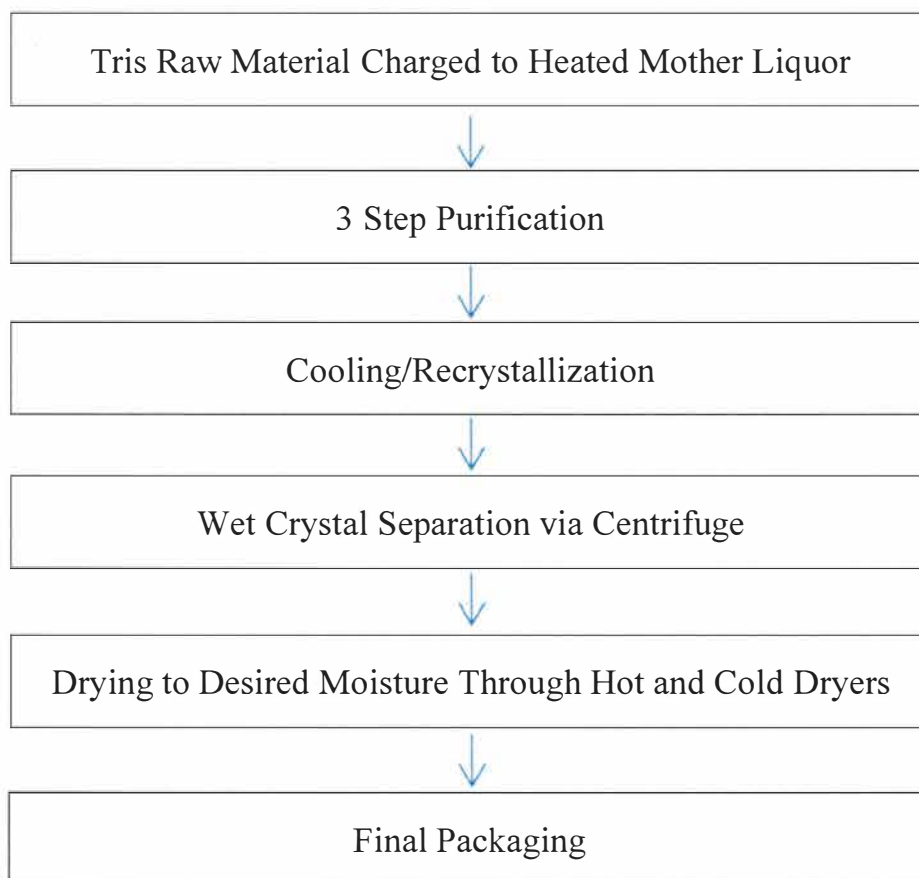 Tris Raw Material Charged to Heated Mother Liquor
3 Step Purification
Cooling/Recrystallization
Wet Crystal Separation via Centrifuge
Drying to Desired Moisture Through Hot and Cold Dryers
Final Packaging